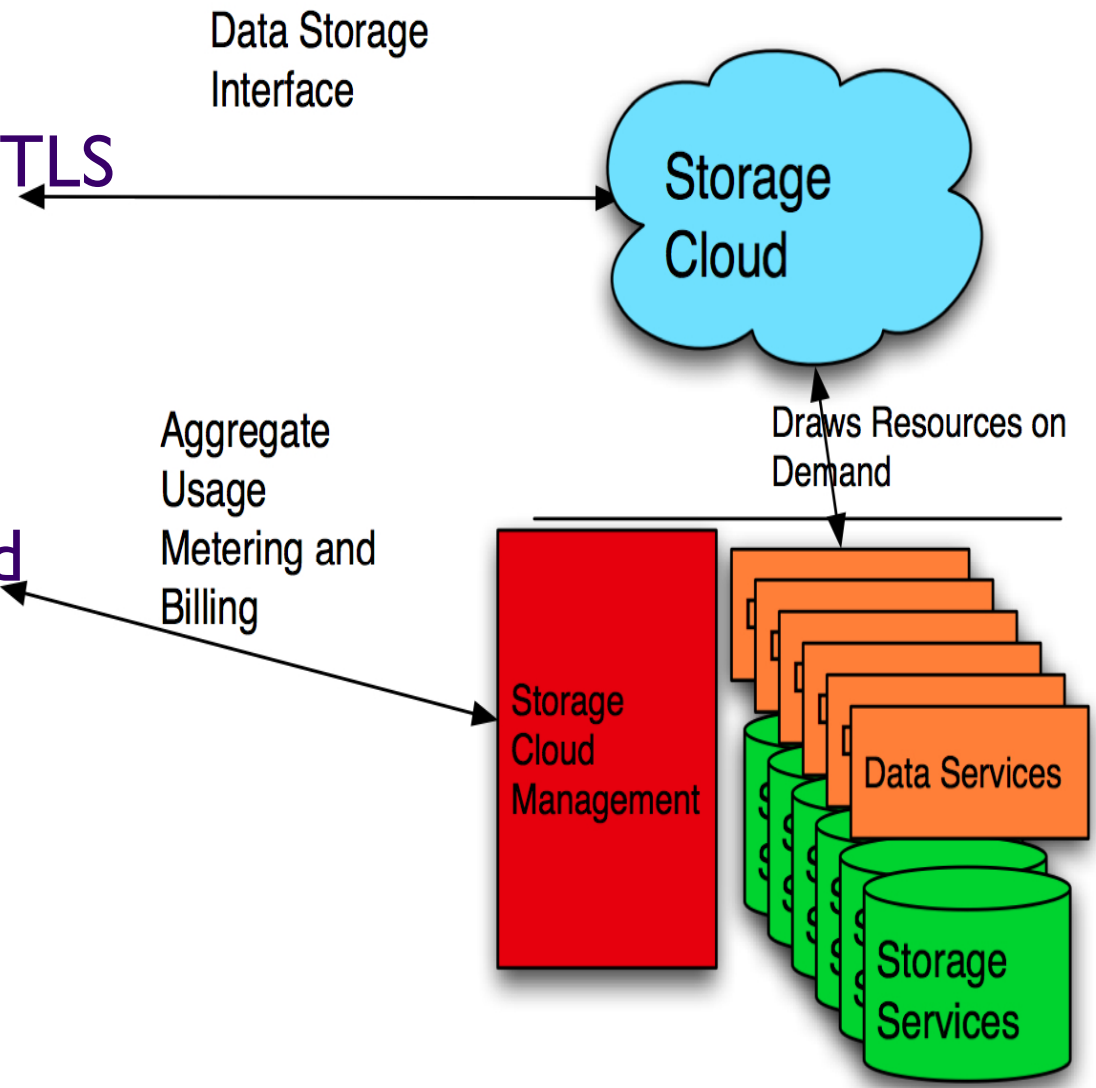 Data Storage
Interface
TLS
Storage
Cloud
Draws Resources on
Demand
Aggregate
Usage
Metering and
Billing
d
Storage
Cloud
Management
Data Services
Storage
Services